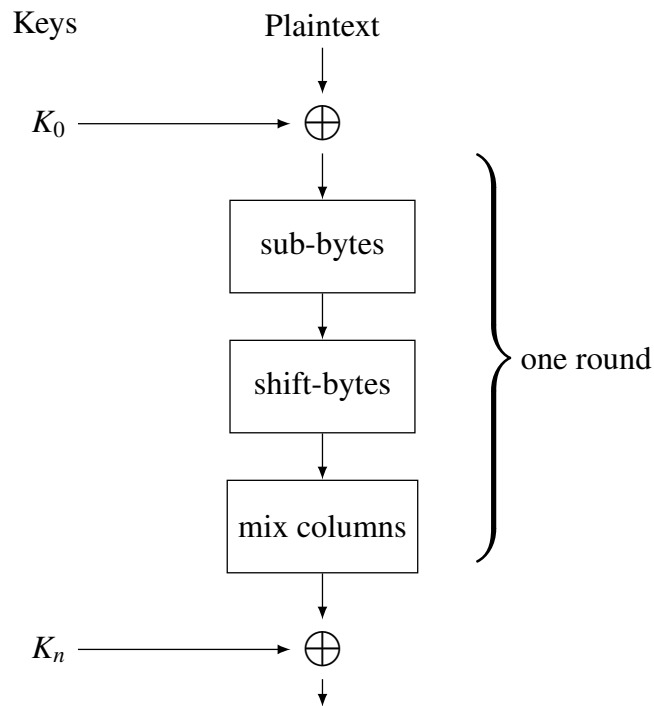 Keys
Plaintext
K₀
sub-bytes
shift-bytes
one round
mix columns
Kₙ